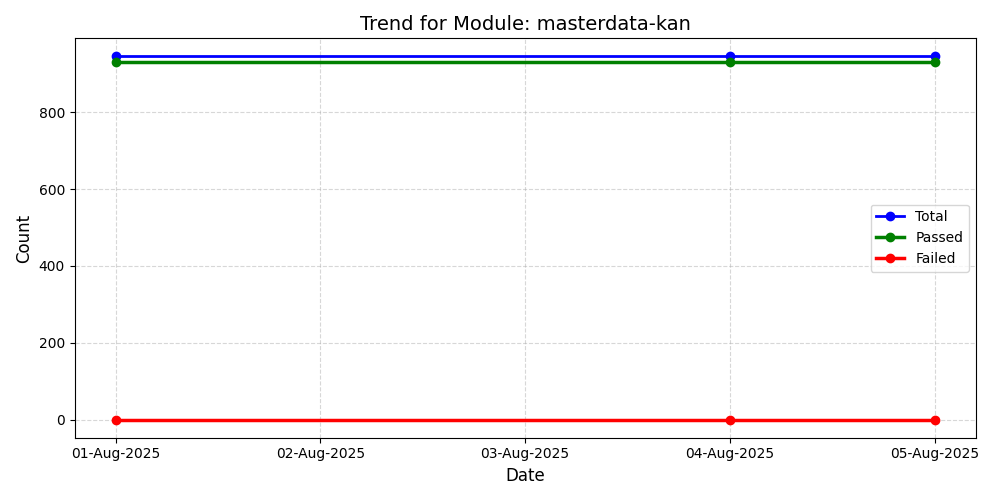 Trend for Module: masterdata-kan
Count
800
600
400
200
0
Total
Passed
Failed
01-Aug-2025 02-Aug-2025 03-Aug-2025 04-Aug-2025 05-Aug-2025
Date